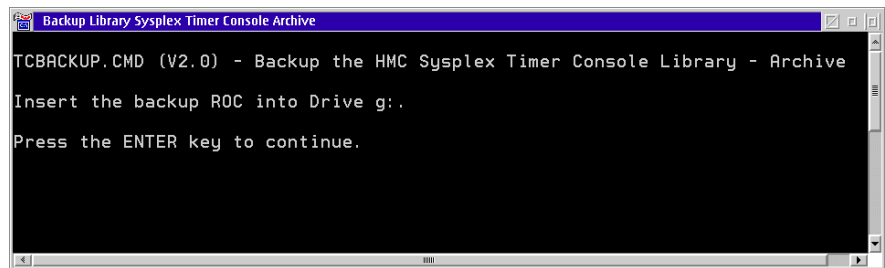 Backup Library Sysplex Timer Console Archive
TCBACKUP.CMD (V2.0) - Backup the HMC Sysplex Timer Console Library - Archive
Insert the backup ROC into Drive g:.
Press the ENTER key to continue.